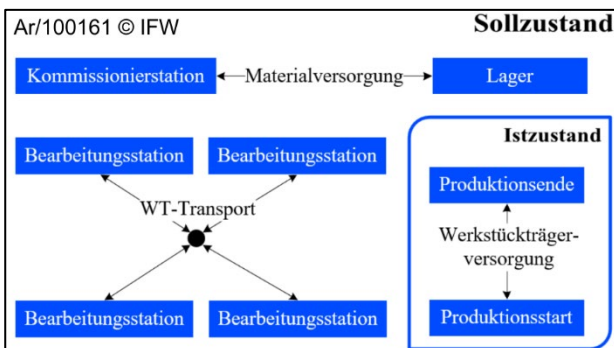 Ar/100161 © IFW
Sollzustand
Kommissionierstation
Materialversorgung
Lager
Istzustand
Bearbeitungsstation
Bearbeitungsstation
WT-Transport
Produktionsende
Werkstückträger-
versorgung
Bearbeitungsstation
Bearbeitungsstation
Produktionsstart